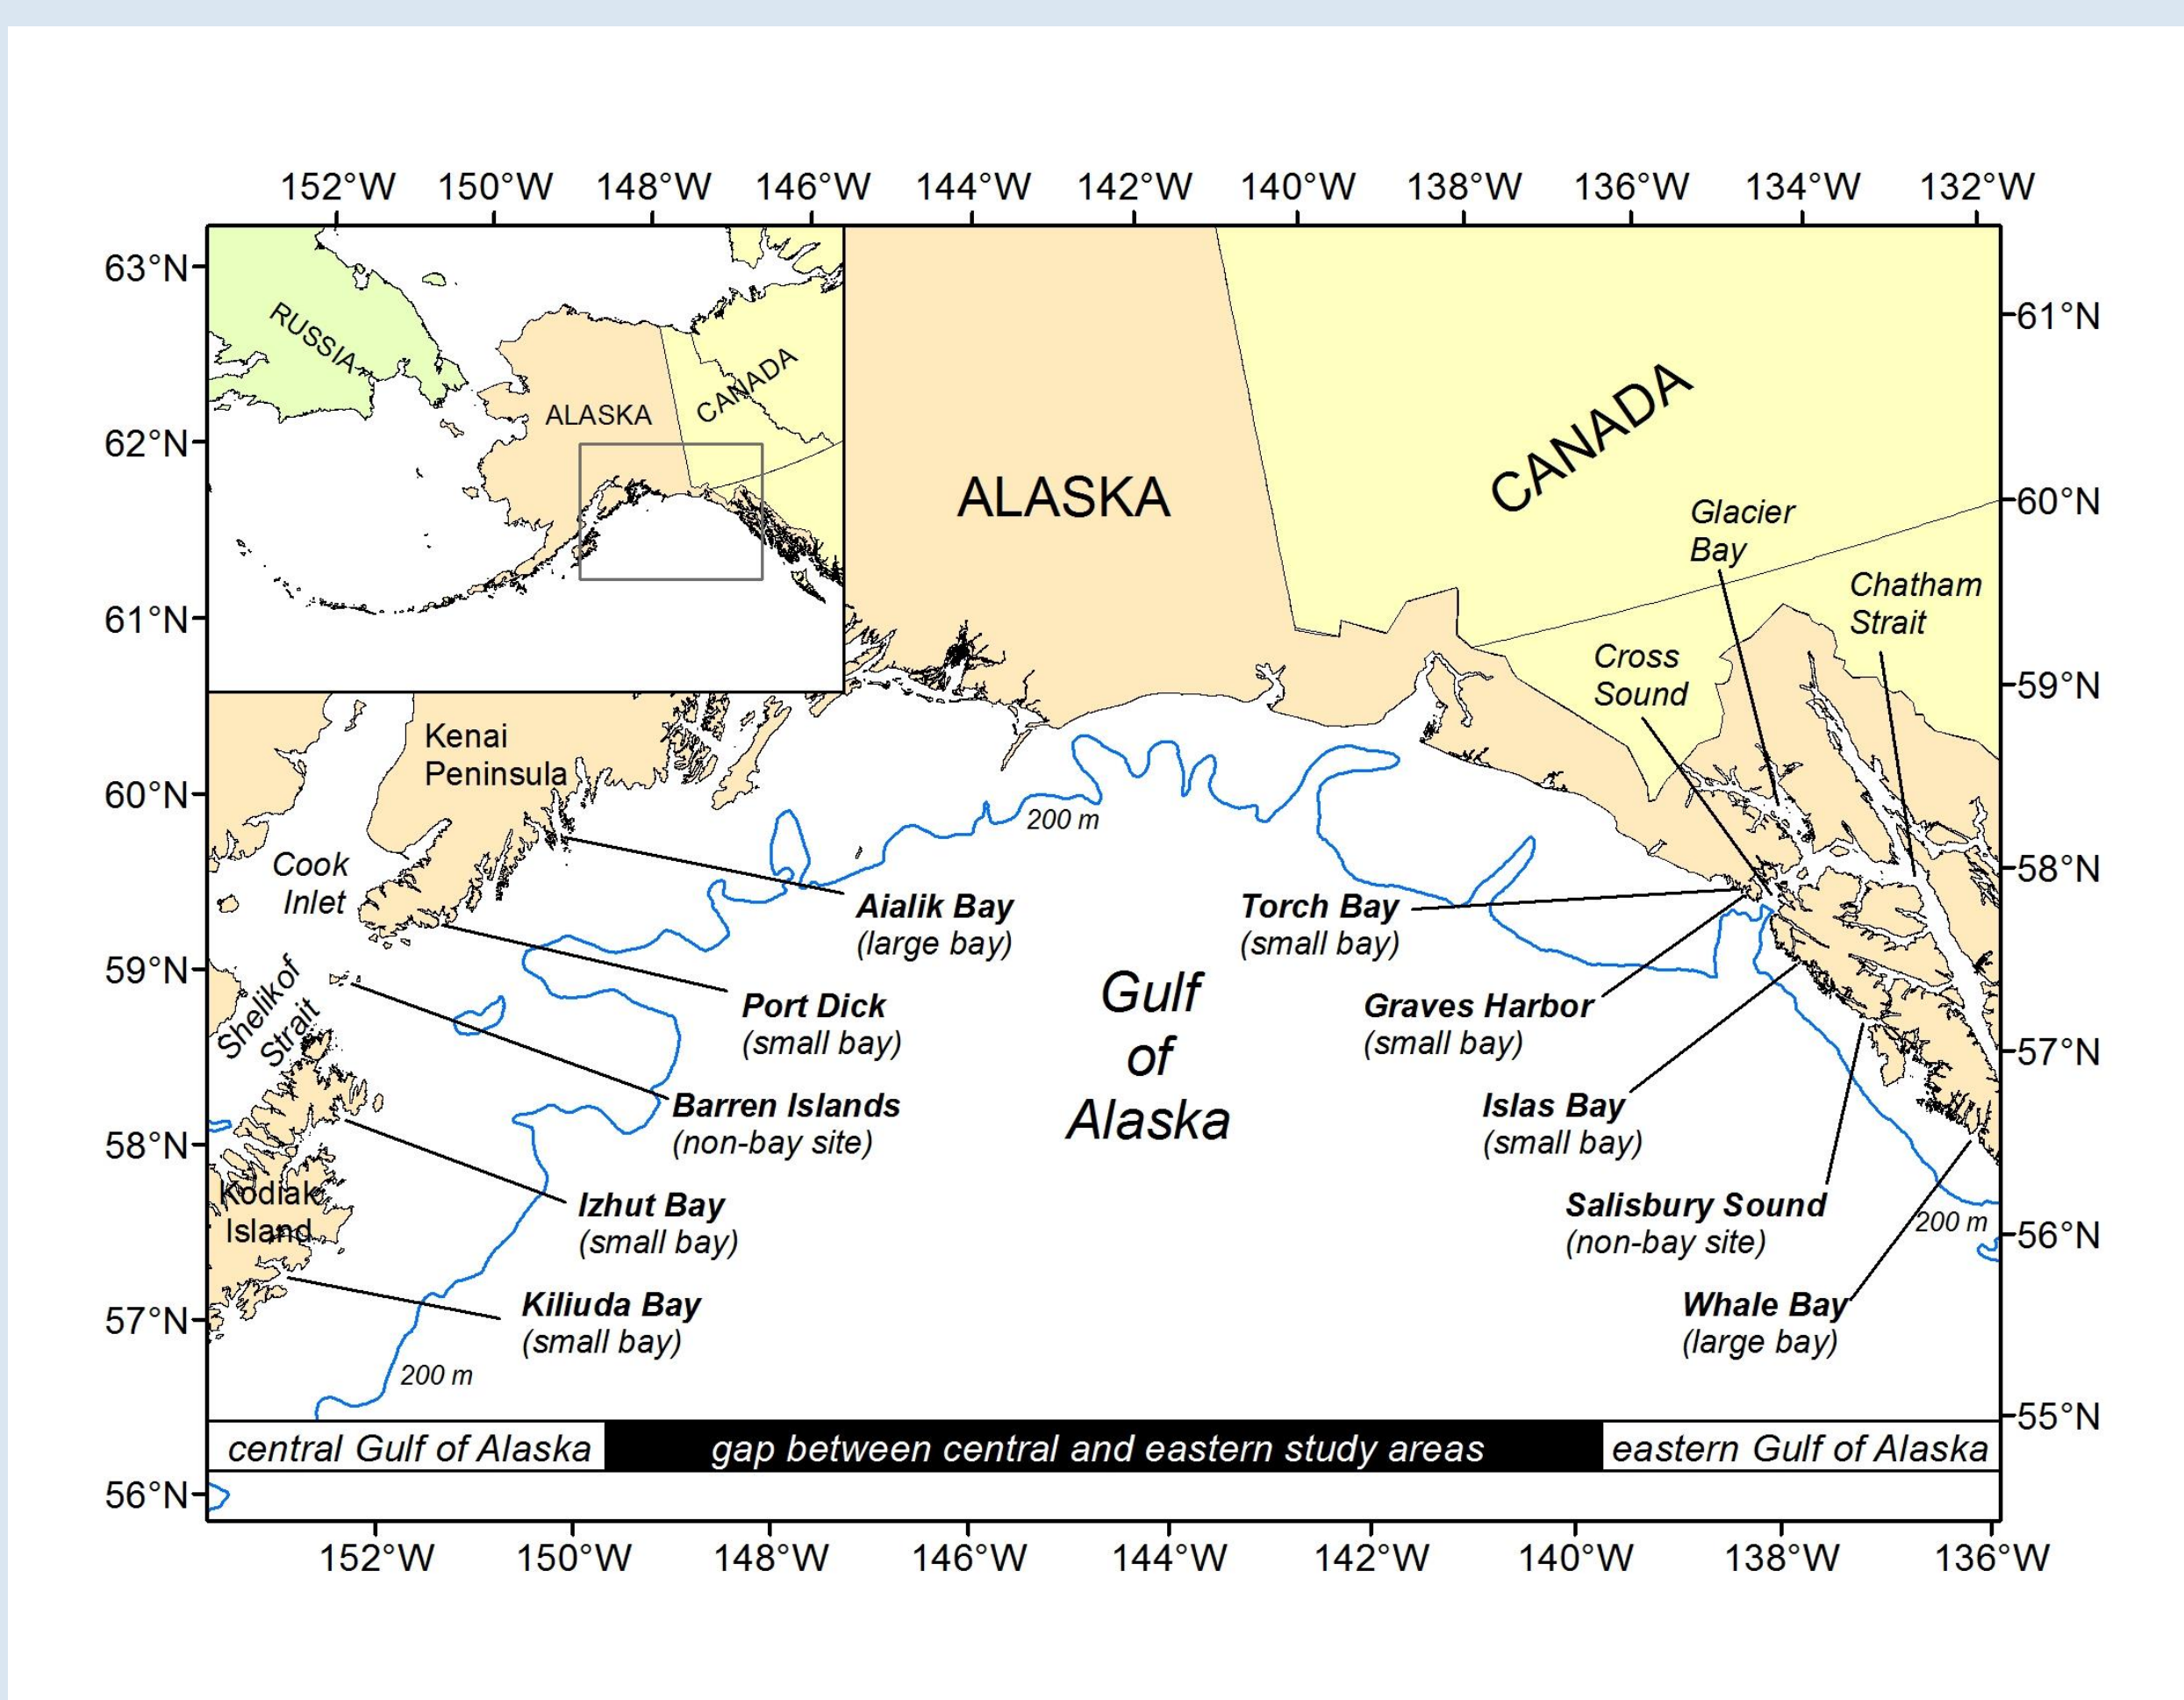 152°W 150°W 148°W 146°W 144°W 142°W 140°W 138°W 136°W 134°W 132°W
63°N
62°N
61°N
60°N
59°N
58°N
57°N
56°N
61°N
60°N
59°N
58°N
57°N
56°N
55°N
RUSSIA
ALASKA
CANADA
ALASKA
CANADA
Glacier
Bay
Chatham
Strait
Cross
Sound
Kenai
Peninsula
Cook
Inlet
Shelikof
Strait
Kodiak
Island
200 m
Aialik Bay
(large bay)
Port Dick
(small bay)
Barren Islands
(non-bay site)
Izhut Bay
(small bay)
Kiliuda Bay
(small bay)
200 m
Gulf
of
Alaska
Torch Bay
(small bay)
Graves Harbor
(small bay)
Islas Bay
(small bay)
Salisbury Sound
(non-bay site)
200 m
Whale Bay
(large bay)
central Gulf of Alaska gap between central and eastern study areas eastern Gulf of Alaska
152°W 150°W 148°W 146°W 144°W 142°W 140°W 138°W 136°W